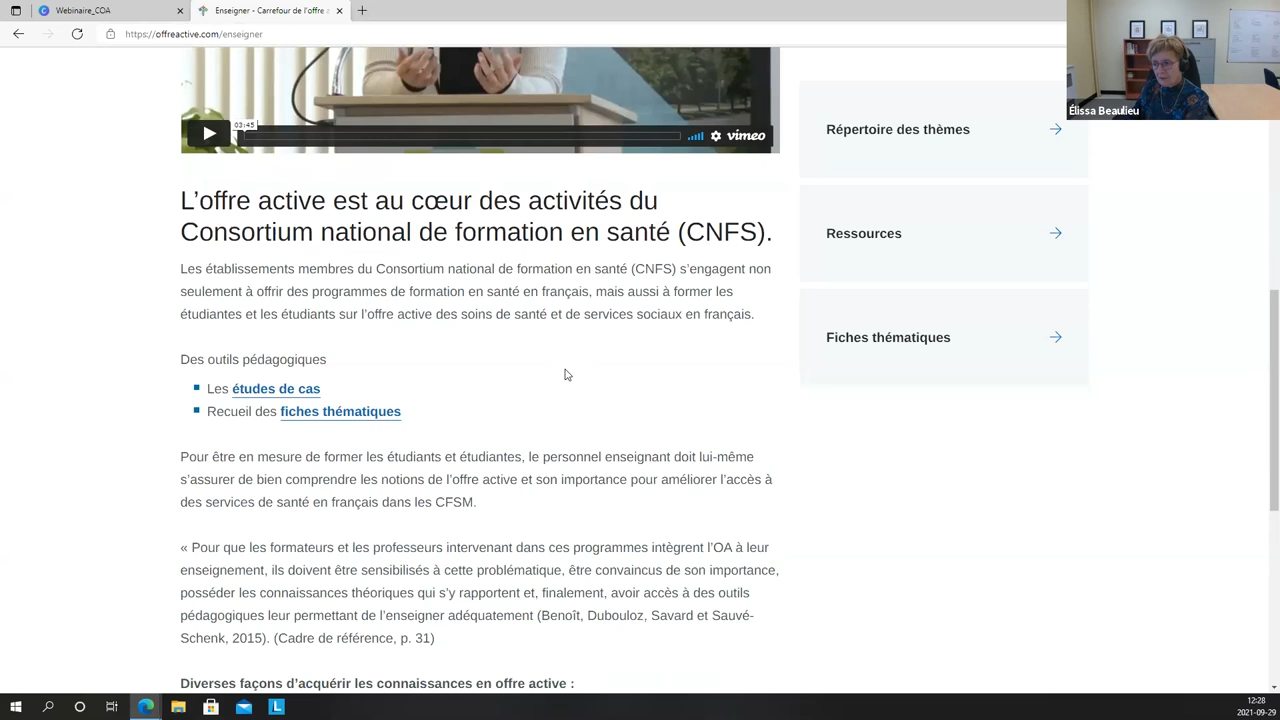 Webinaire_COA
Enseigner - Carrefour de l'offre a
https://offreactive.com/enseigner
Élissa Beaulieu
03:45
vimeo
Répertoire des thèmes
Ressources
Fiches thématiques
L’offre active est au cœur des activités du
Consortium national de formation en santé (CNFS).
Les établissements membres du Consortium national de formation en santé (CNFS) s’engagent non
seulement à offrir des programmes de formation en santé en français, mais aussi à former les
étudiantes et les étudiants sur l’offre active des soins de santé et de services sociaux en français.
Des outils pédagogiques
Les études de cas
Recueil des fiches thématiques
Pour être en mesure de former les étudiants et étudiantes, le personnel enseignant doit lui-même
s’assurer de bien comprendre les notions de l’offre active et son importance pour améliorer l’accès à
des services de santé en français dans les CFSM.
« Pour que les formateurs et les professeurs intervenant dans ces programmes intègrent l’OA à leur
enseignement, ils doivent être sensibilisés à cette problématique, être convaincus de son importance,
posséder les connaissances théoriques qui s’y rapportent et, finalement, avoir accès à des outils
pédagogiques leur permettant de l’enseigner adéquatement (Benoît, Dubouloz, Savard et Sauvé-
Schenk, 2015). (Cadre de référence, p. 31)
Diverses façons d’acquérir les connaissances en offre active :
L
12:28
2021-09-29